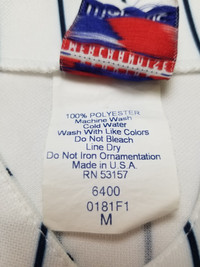 MERCHANDISE
100% POLYESTER
Machine Wash
Cold Water
Wash With Like Colors
Do Not Bleach
Line Dry
Do Not Iron Ornamentation
Made in U.S.A.
RN 53157
6400
0181F1
M